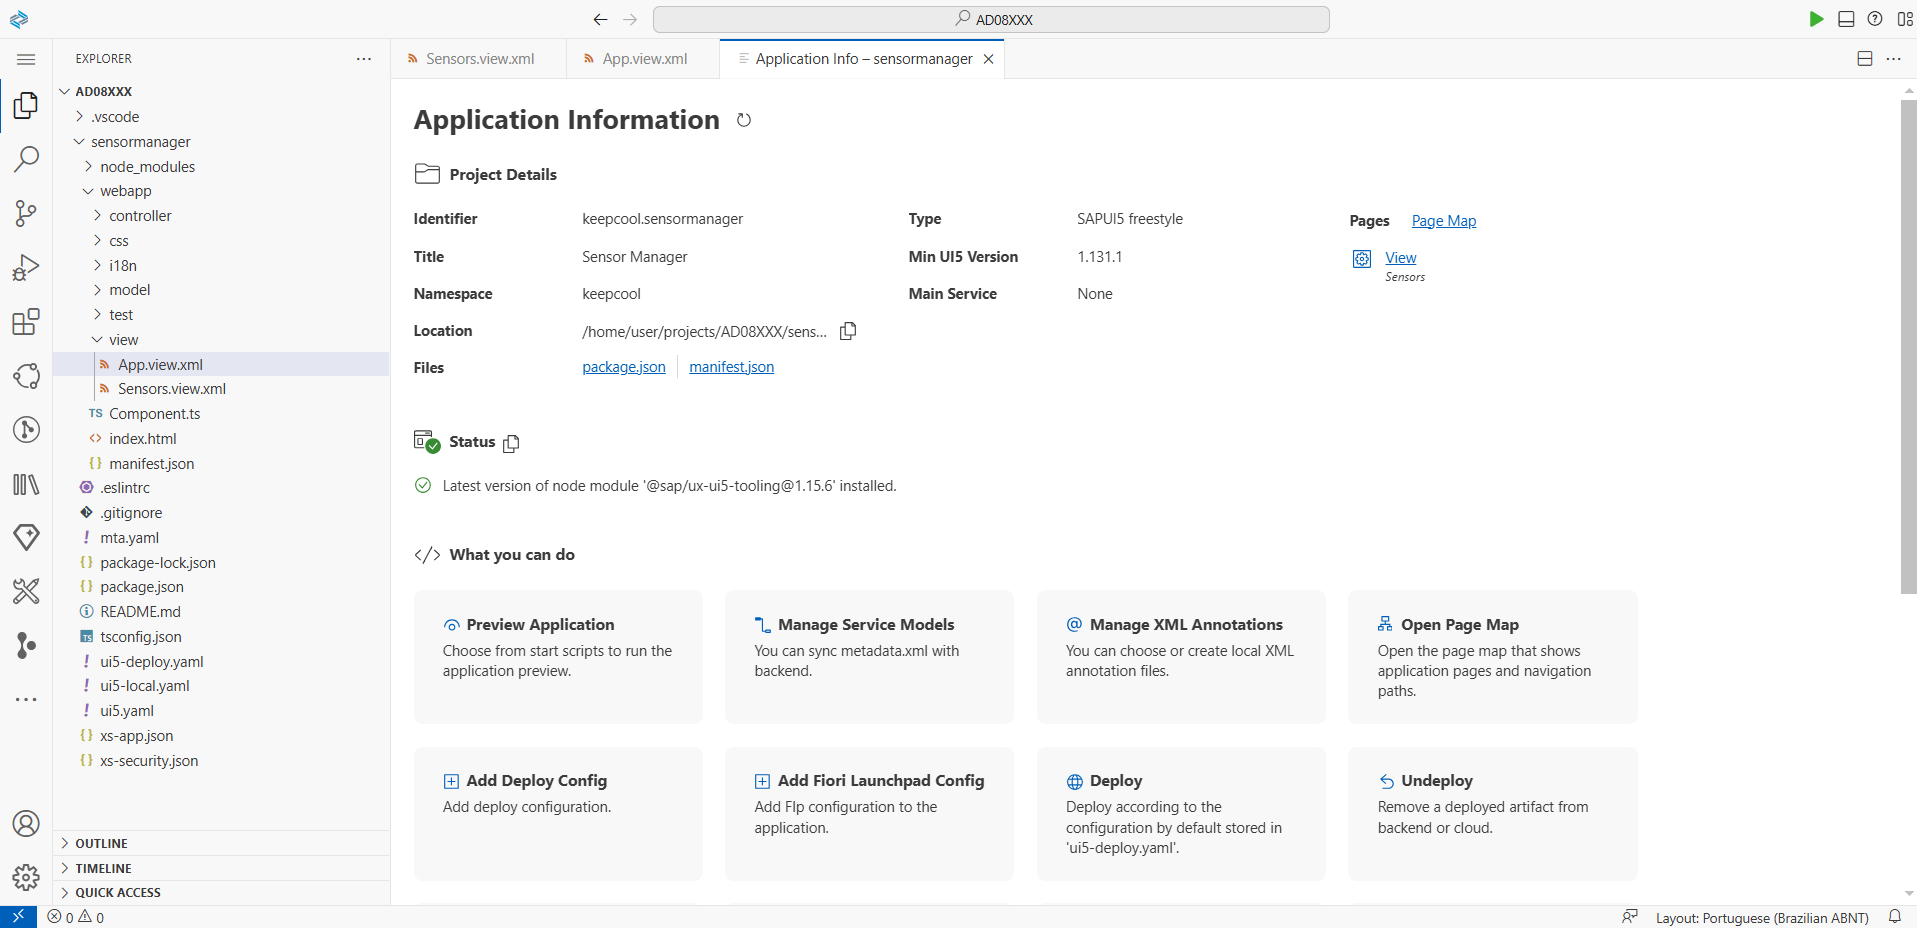 AD08XXX
EXPLORER
AD08XXX
.vscode
sensormanager
node_modules
webapp
controller
css
i18n
model
test
view
App.view.xml
Sensors.view.xml
TS Component.ts
<> index.html
{} manifest.json
.eslintrc
.gitignore
! mta.yaml
{} package-lock.json
{} package.json
README.md
TS tsconfig.json
! ui5-deploy.yaml
! ui5-local.yaml
! ui5.yaml
{} xs-app.json
{} xs-security.json
OUTLINE
TIMELINE
QUICK ACCESS
Sensors.view.xml
App.view.xml
Application Info – sensormanager
Application Information
Project Details
Identifier keepcool.sensormanager
Title Sensor Manager
Namespace keepcool
Location /home/user/projects/AD08XXX/sens...
Files package.json manifest.json
Type SAPUI5 freestyle
Min UI5 Version 1.131.1
Main Service None
Pages Page Map
View
Sensors
Status
Latest version of node module '@sap/ux-ui5-tooling@1.15.6' installed.
</> What you can do
Preview Application
Choose from start scripts to run the
application preview.
Manage Service Models
You can sync metadata.xml with
backend.
@ Manage XML Annotations
You can choose or create local XML
annotation files.
Open Page Map
Open the page map that shows
application pages and navigation
paths.
Add Deploy Config
Add deploy configuration.
Add Fiori Launchpad Config
Add Flp configuration to the
application.
Deploy
Deploy according to the
configuration by default stored in
'ui5-deploy.yaml'.
Undeploy
Remove a deployed artifact from
backend or cloud.
0 0
Layout: Portuguese (Brazilian ABNT)